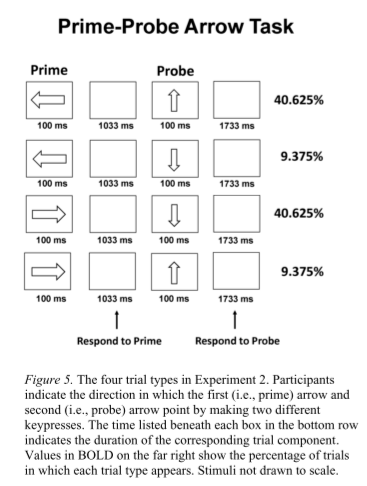 Prime-Probe Arrow Task
Prime Probe
40.625%
100 ms 1033 ms 100 ms 1733 ms
9.375%
100 ms 1033 ms 100 ms 1733 ms
40.625%
100 ms 1033 ms 100 ms 1733 ms
9.375%
100 ms 1033 ms 100 ms 1733 ms
Respond to Prime Respond to Probe
Figure 5. The four trial types in Experiment 2. Participants
indicate the direction in which the first (i.e., prime) arrow and
second (i.e., probe) arrow point by making two different
keypresses. The time listed beneath each box in the bottom row
indicates the duration of the corresponding trial component.
Values in BOLD on the far right show the percentage of trials
in which each trial type appears. Stimuli not drawn to scale.